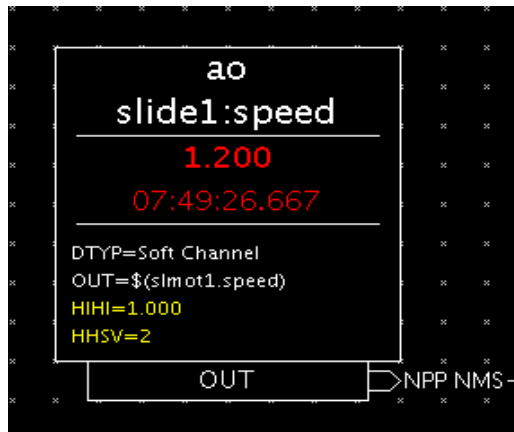 ao
slide1:speed
1.200
07:49:26.667
DTYP=Soft Channel
OUT=$(slmot1.speed)
HIHI=1.000
HHSV=2
OUT
NPP NMS-